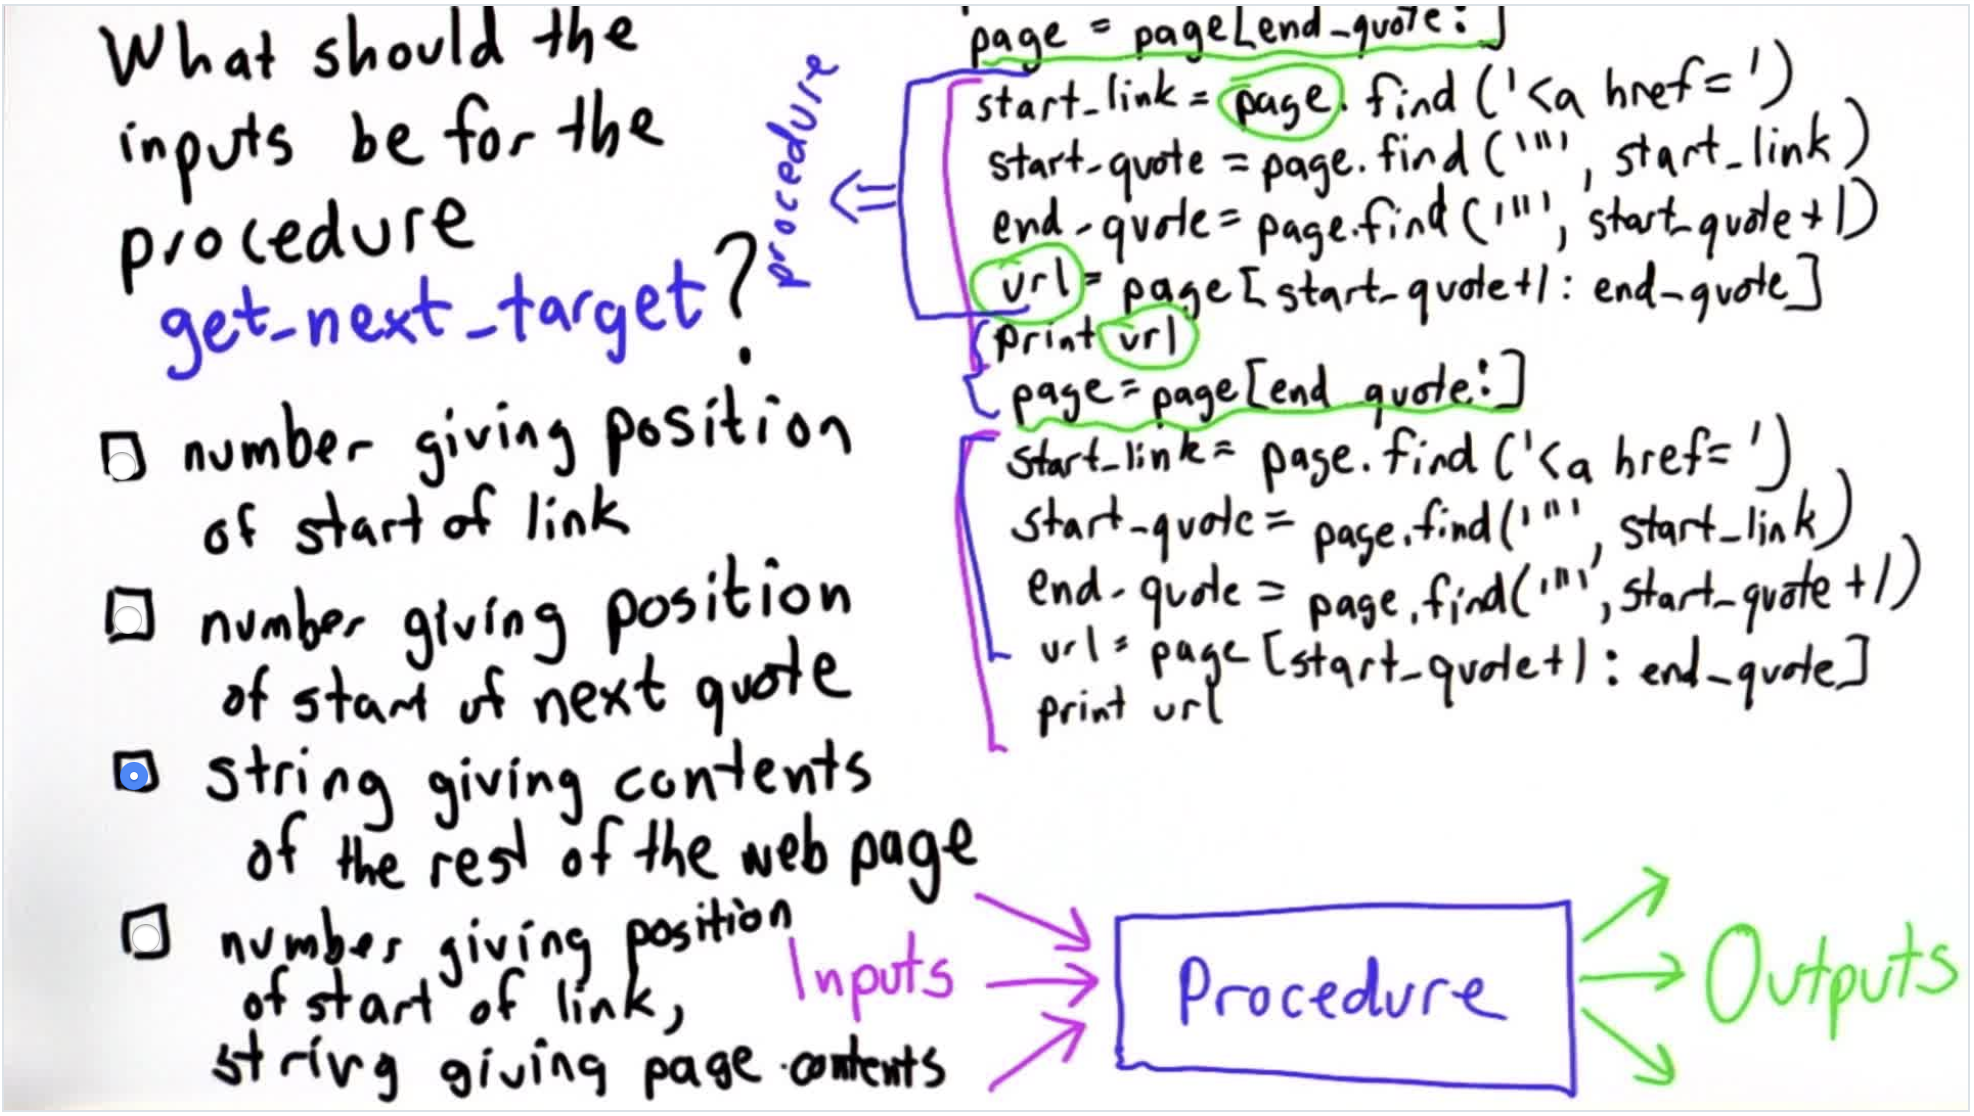 What should the
inputs be for the
procedure
get_next_target?
number giving position
of start of link
number giving position
of start of next quote
string giving contents
of the rest of the web page
number giving position
of start of link,
string giving page contents
procedure
page = page[end_quote:]
start_link = page.find('<a href=')
start_quote = page.find('"', start_link)
end_quote = page.find('"', start_quote+1)
url = page[start_quote+1: end_quote]
print url
page = page[end_quote:]
start_link = page.find('<a href=')
start_quote = page.find('"', start_link)
end_quote = page.find('"', start_quote+1)
url = page[start_quote+1: end_quote]
print url
Inputs
Procedure
Outputs